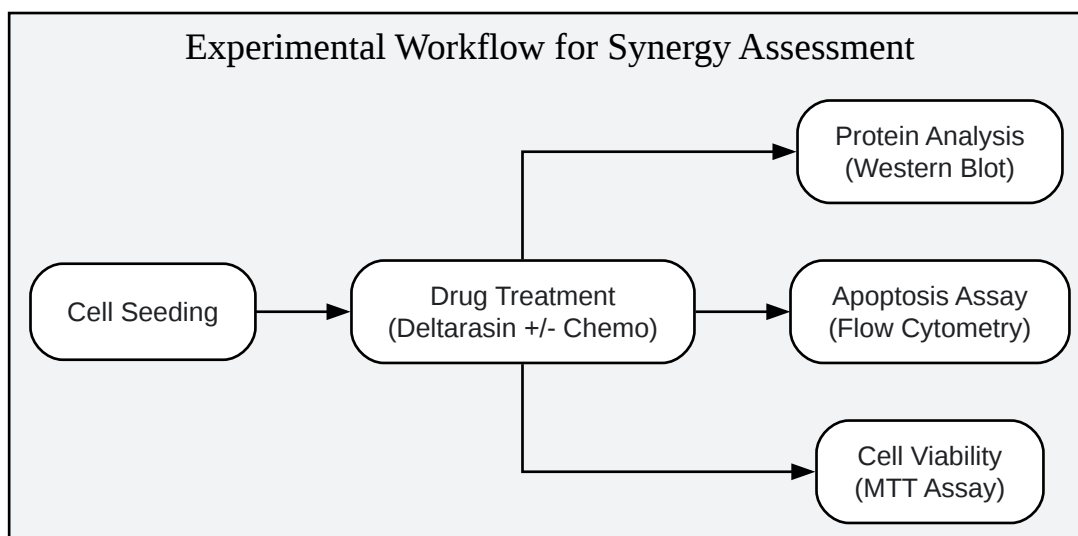 Experimental Workflow for Synergy Assessment
Protein Analysis
(Western Blot)
Cell Seeding
Drug Treatment
(Deltarasin +/- Chemo)
Apoptosis Assay
(Flow Cytometry)
Cell Viability
(MTT Assay)